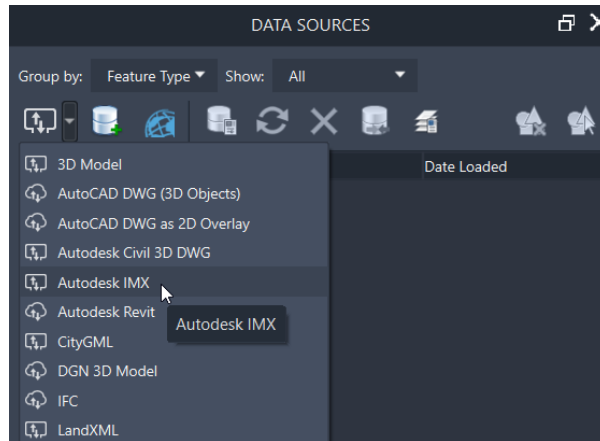 DATA SOURCES
Group by: Feature Type Show: All
Date Loaded
3D Model
AutoCAD DWG (3D Objects)
AutoCAD DWG as 2D Overlay
Autodesk Civil 3D DWG
Autodesk IMX
Autodesk Revit
Autodesk IMX
CityGML
DGN 3D Model
IFC
LandXML